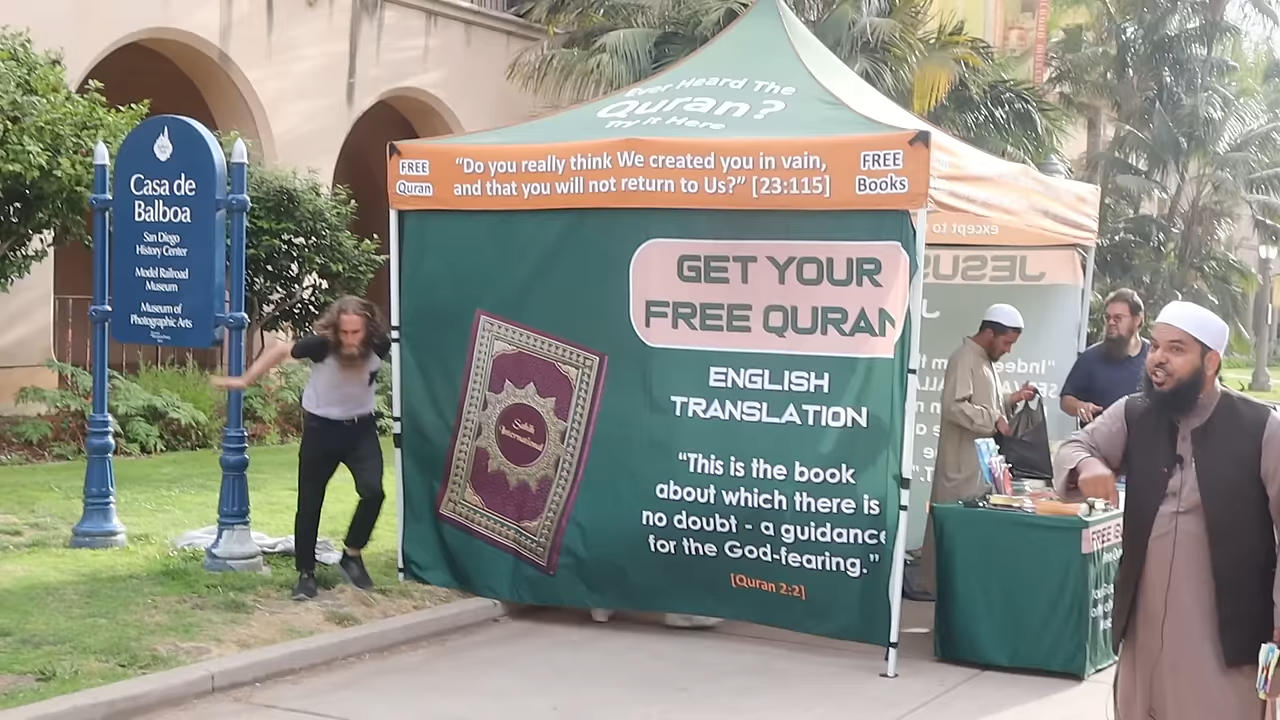 Casa de
Balboa
San Diego
History Center
Model Railroad
Museum
Museum of
Photographic Arts
Ever Heard The
Quran?
Try It Here
FREE
Quran
“Do you really think We created you in vain,
and that you will not return to Us?” [23:115]
FREE
Books
GET YOUR
FREE QURAN
Sahih
International
ENGLISH
TRANSLATION
“This is the book
about which there is
no doubt - a guidance
for the God-fearing.”
[Quran 2:2]
except to
JESUS